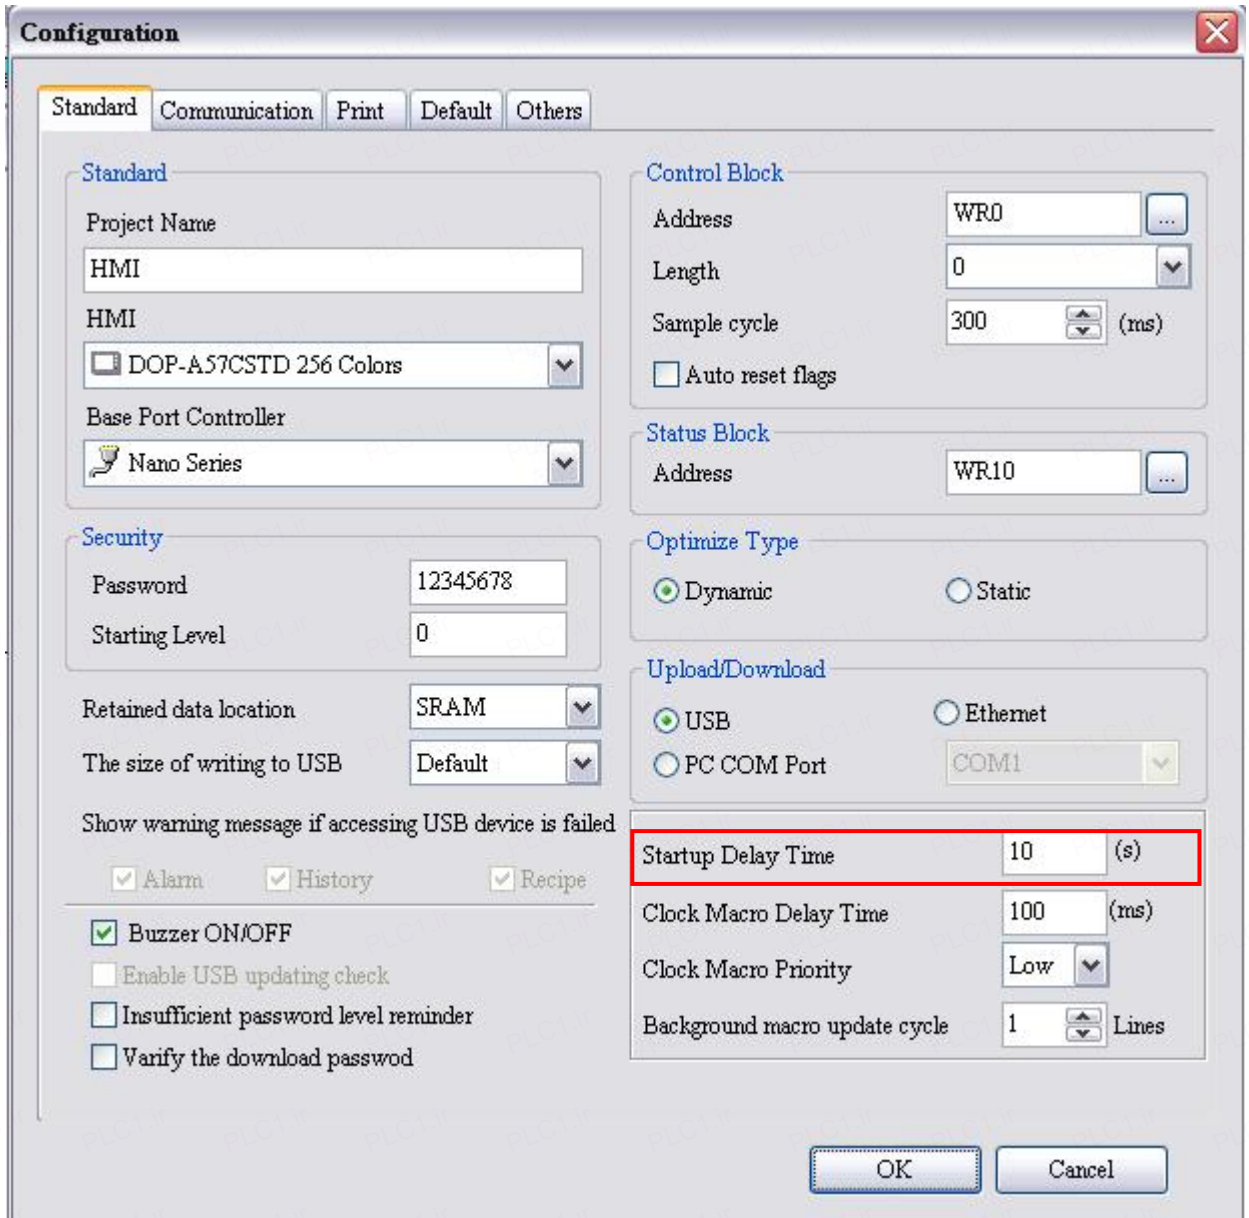 Configuration
Standard Communication Print Default Others
Standard
Project Name
HMI
HMI
DOP-A57CSTD 256 Colors
Base Port Controller
Nano Series
Security
Password 12345678
Starting Level 0
Retained data location SRAM
The size of writing to USB Default
Show warning message if accessing USB device is failed
Alarm History Recipe
Buzzer ON/OFF
Enable USB updating check
Insufficient password level reminder
Varify the download passwod
Control Block
Address WR0 ...
Length 0
Sample cycle 300 (ms)
Auto reset flags
Status Block
Address WR10 ...
Optimize Type
Dynamic Static
Upload/Download
USB Ethernet
PC COM Port COM1
Startup Delay Time 10 (s)
Clock Macro Delay Time 100 (ms)
Clock Macro Priority Low
Background macro update cycle 1 Lines
OK Cancel